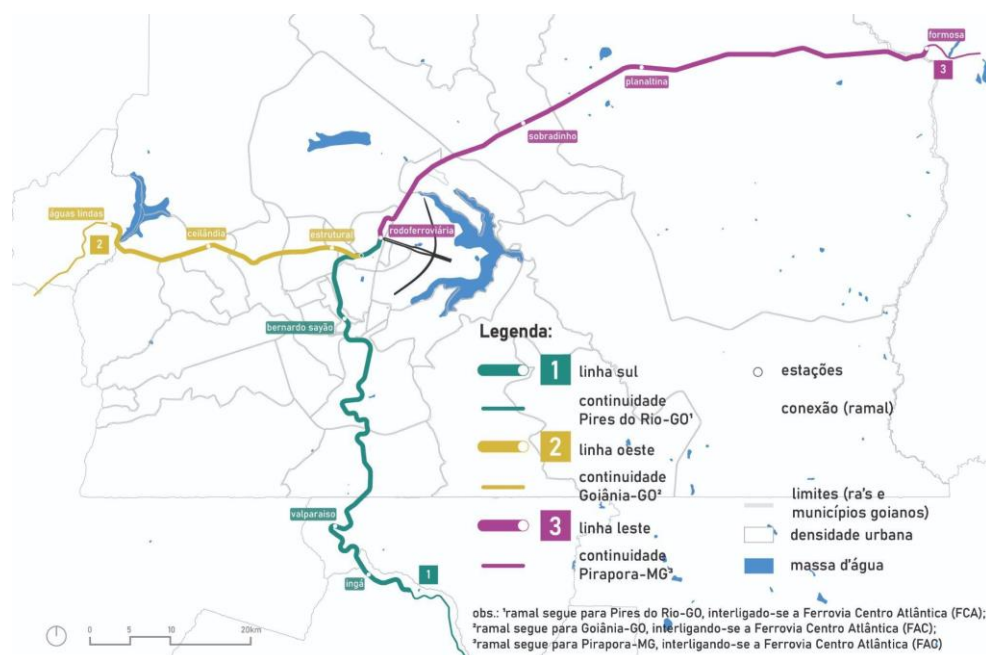 formosa
3
planaltina
sobradinho
águas lindas
2
ceilândia
estrutural
rodoferroviária
bernardo sayão
valparaiso
ingá
1
0 5 10 20km
Legenda:
1 linha sul
continuidade
Pires do Rio-GO¹
2 linha oeste
continuidade
Goiânia-GO²
3 linha leste
continuidade
Pirapora-MG³
estações
conexão (ramal)
limites (ra's e
municípios goianos)
densidade urbana
massa d'água
obs.: ¹ramal segue para Pires do Rio-GO, interligado-se a Ferrovia Centro Atlântica (FCA);
²ramal segue para Goiânia-GO, interligando-se a Ferrovia Centro Atlântica (FAC);
³ramal segue para Pirapora-MG, interligando-se a Ferrovia Centro Atlântica (FAG)